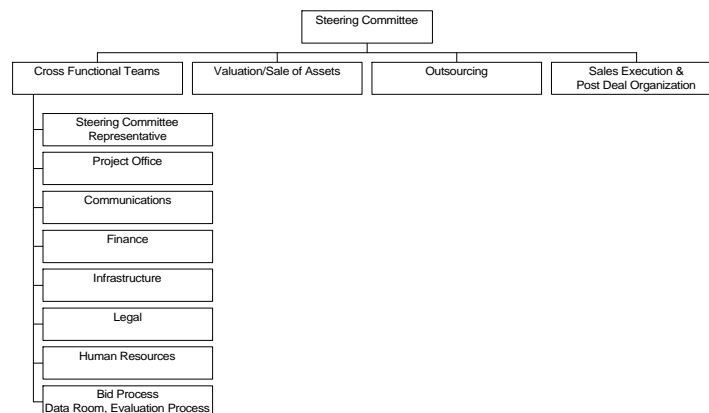 Steering Committee
Cross Functional Teams
Valuation/Sale of Assets
Outsourcing
Sales Execution &
Post Deal Organization
Steering Committee
Representative
Project Office
Communications
Finance
Infrastructure
Legal
Human Resources
Bid Process
Data Room, Evaluation Process